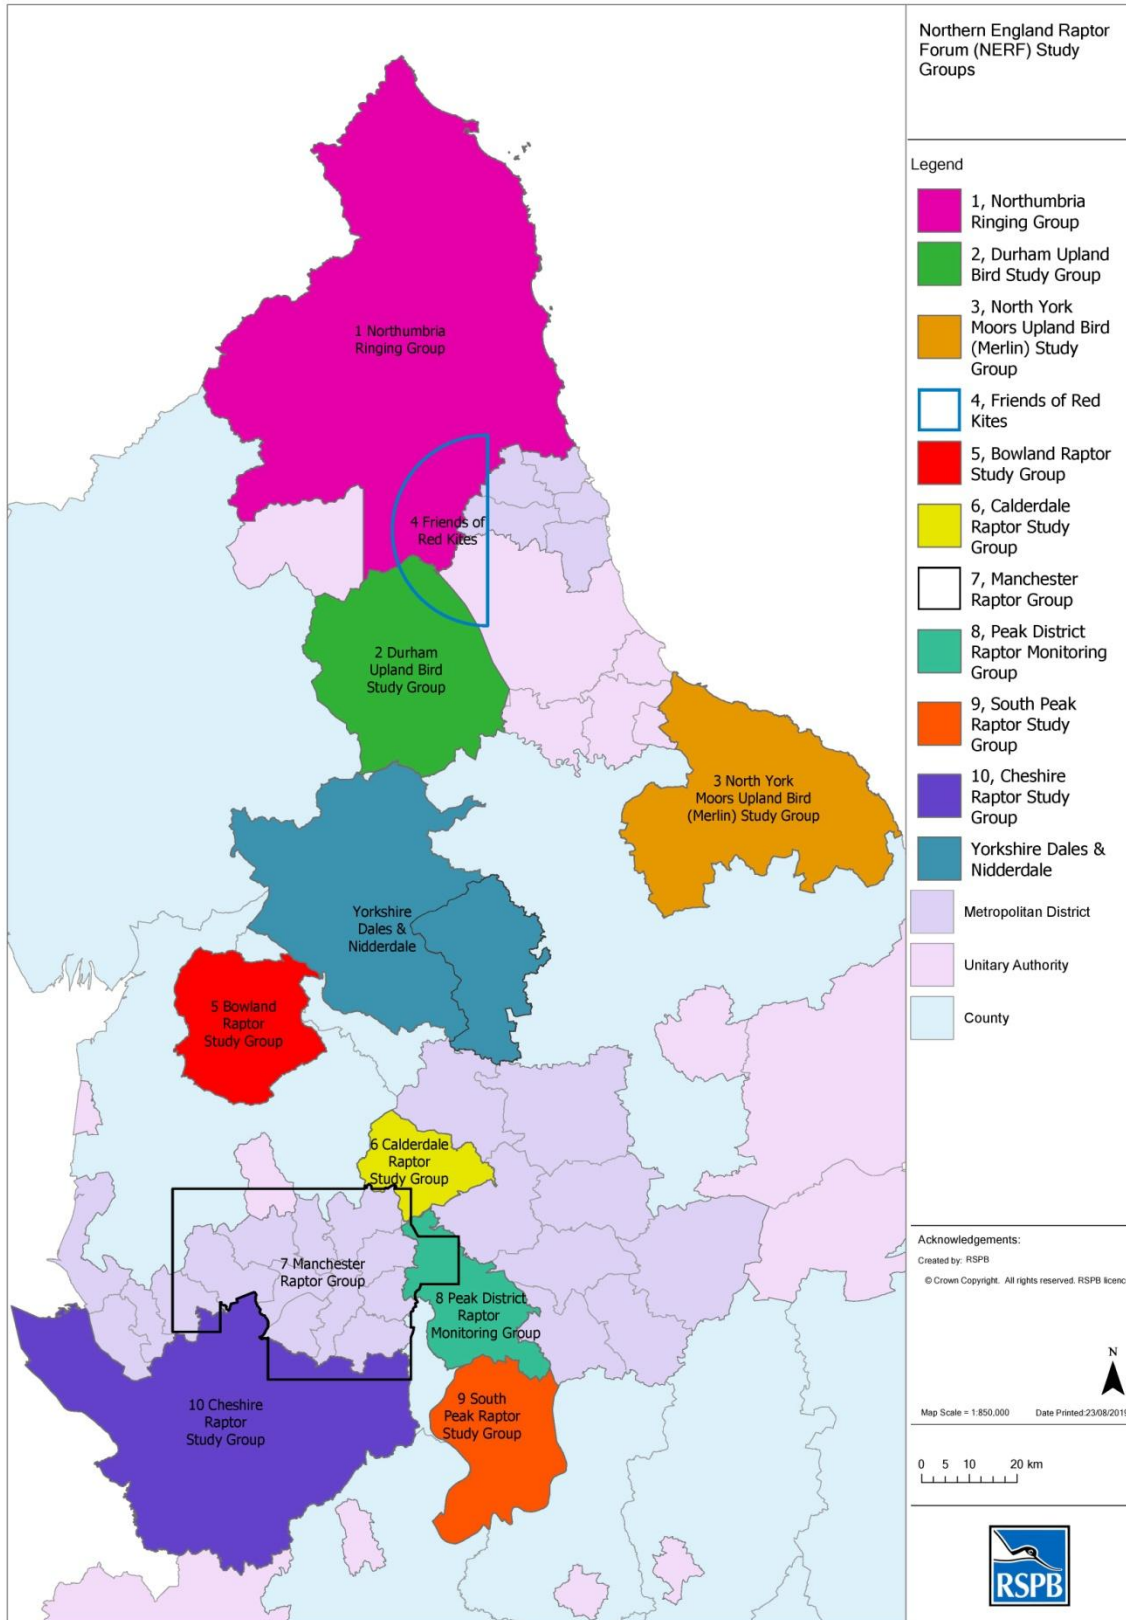 Northern England Raptor
Forum (NERF) Study
Groups
Legend
1, Northumbria
Ringing Group
2, Durham Upland
Bird Study Group
3, North York
Moors Upland Bird
(Merlin) Study
Group
4, Friends of Red
Kites
5, Bowland Raptor
Study Group
6, Calderdale
Raptor Study
Group
7, Manchester
Raptor Group
8, Peak District
Raptor Monitoring
Group
9, South Peak
Raptor Study
Group
10, Cheshire
Raptor Study
Group
Yorkshire Dales &
Nidderdale
Metropolitan District
Unitary Authority
County
1 Northumbria
Ringing Group
4 Friends of
Red Kites
2 Durham
Upland Bird
Study Group
3 North York
Moors Upland Bird
(Merlin) Study Group
Yorkshire
Dales &
Nidderdale
5 Bowland
Raptor
Study Group
6 Calderdale
Raptor
Study Group
7 Manchester
Raptor Group
8 Peak District
Raptor
Monitoring Group
9 South
Peak Raptor
Study Group
10 Cheshire
Raptor
Study Group
Acknowledgements:
Created by: RSPB
© Crown Copyright. All rights reserved. RSPB licenc
N
Map Scale = 1:850,000 Date Printed:23/08/2019
0 5 10 20 km
RSPB